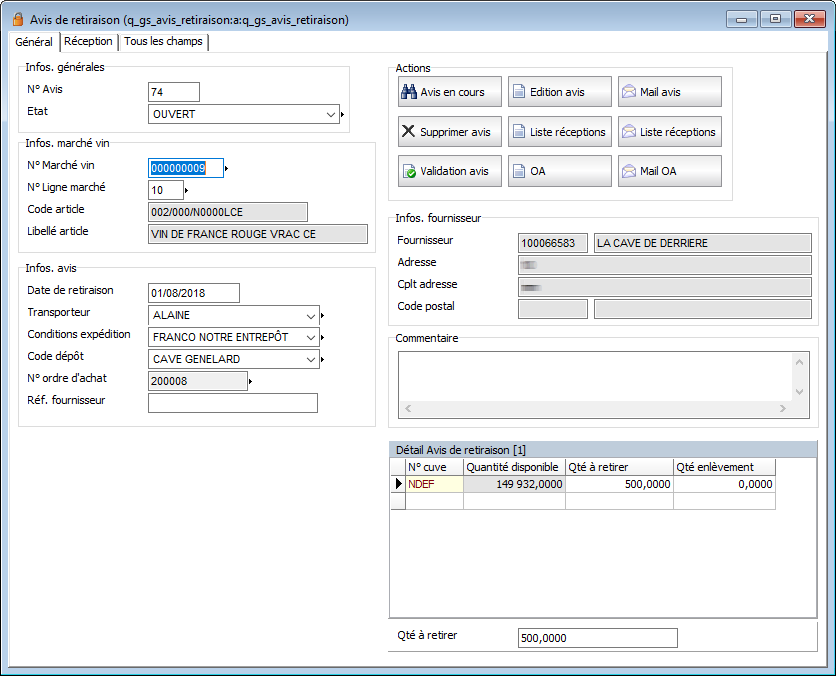 Avis de retiraison (q_gs_avis_retiraison:a:q_gs_avis_retiraison)
Général Réception Tous les champs
Infos. générales
N° Avis 74
Etat OUVERT
Infos. marché vin
N° Marché vin 000000009
N° Ligne marché 10
Code article 002/000/N0000LCE
Libellé article VIN DE FRANCE ROUGE VRAC CE
Infos. avis
Date de retiraison 01/08/2018
Transporteur ALAINE
Conditions expédition FRANCO NOTRE ENTREPÔT
Code dépôt CAVE GENELARD
N° ordre d'achat 200008
Réf. fournisseur
Actions
Avis en cours Edition avis Mail avis
Supprimer avis Liste réceptions Liste réceptions
Validation avis OA Mail OA
Infos. fournisseur
Fournisseur 100066583 LA CAVE DE DERRIERE
Adresse
Cplt adresse
Code postal
Commentaire
Détail Avis de retiraison [1]
N° cuve Quantité disponible Qté à retirer Qté enlèvement
NDEF 149 932,0000 500,0000 0,0000
Qté à retirer 500,0000